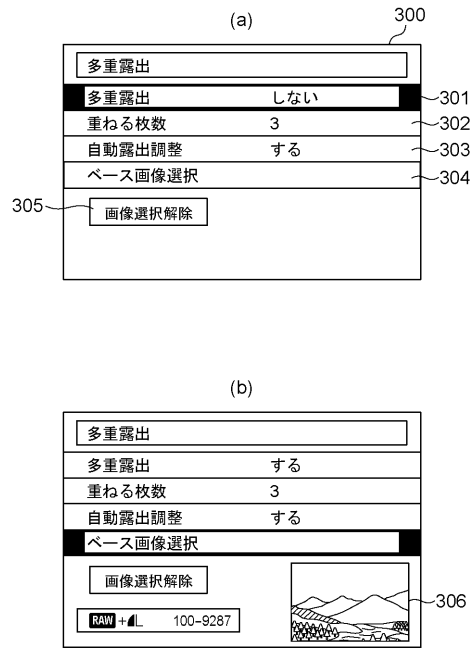 (a)
300
多重露出
多重露出 しない 301
重ねる枚数 3 302
自動露出調整 する 303
ベース画像選択 304
305 画像選択解除
(b)
多重露出
多重露出 する
重ねる枚数 3
自動露出調整 する
ベース画像選択
画像選択解除
306
RAW+L 100-9287